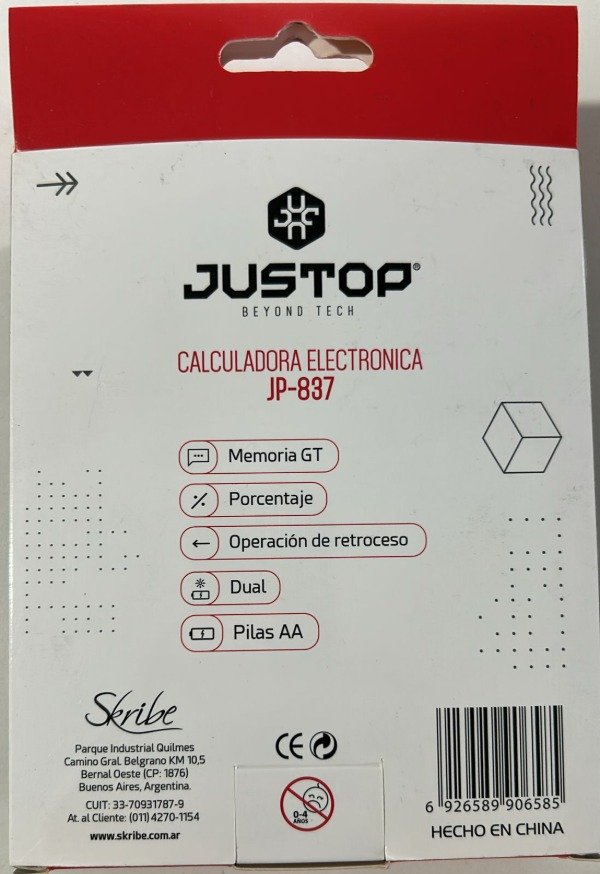 JUSTOP®
BEYOND TECH
CALCULADORA ELECTRONICA
JP-837
Memoria GT
Porcentaje
Operación de retroceso
Dual
Pilas AA
Skribe
Parque Industrial Quilmes
Camino Gral. Belgrano KM 10,5
Bernal Oeste (CP: 1876)
Buenos Aires, Argentina.
CUIT: 33-70931787-9
At. al Cliente: (011) 4270-1154
www.skribe.com.ar
CE
0-4
AÑOS
6 926589 906585
HECHO EN CHINA